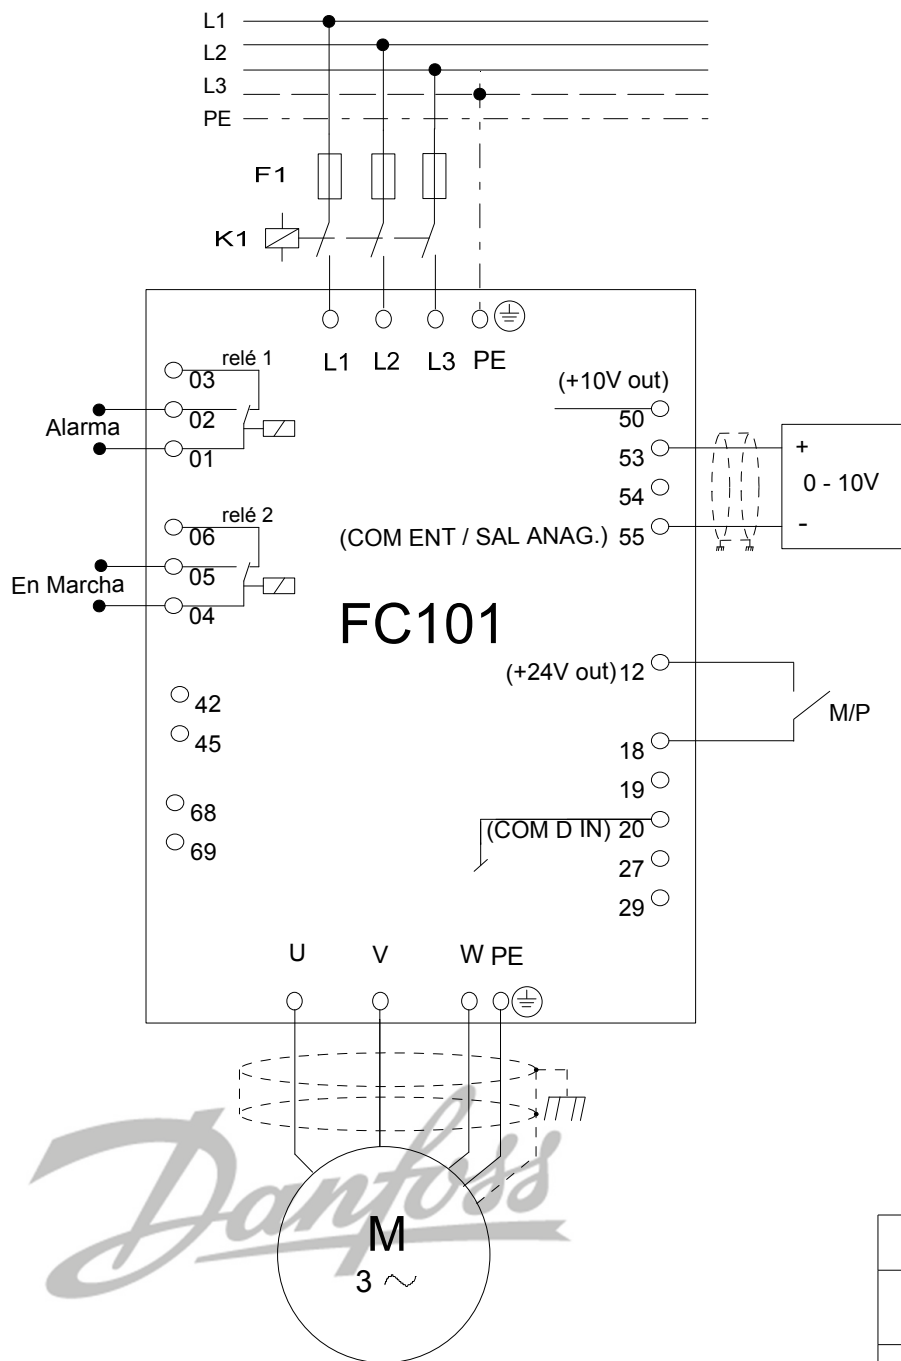 L1
L2
L3
PE
F1
K1
L1 L2 L3 PE
relé 1
03
02
01
Alarma
relé 2
06
05
04
En Marcha
42
45
68
69
(+10V out)
50
53
54
(COM ENT / SAL ANAG.) 55
+
0 - 10V
-
FC101
(+24V out) 12
18
19
(COM D IN) 20
27
29
M/P
U V W PE
Danfoss
M
3 ~